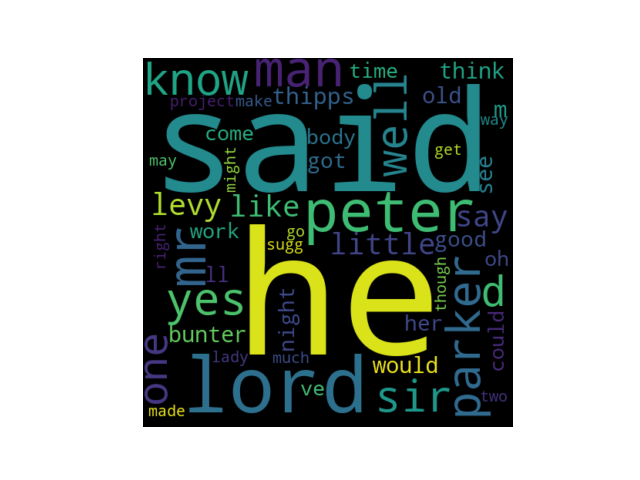 know
man
time
think
project
make
thipps
old
m
way
said
come
body
well
got
get
see
may
might
levy
like
peter
say
right
work
he
go
sugg
little
good
oh
mr
ll
yes
night
though
d
her
bunter
parker
could
one
lady
much
would
lord
ve
sir
two
made